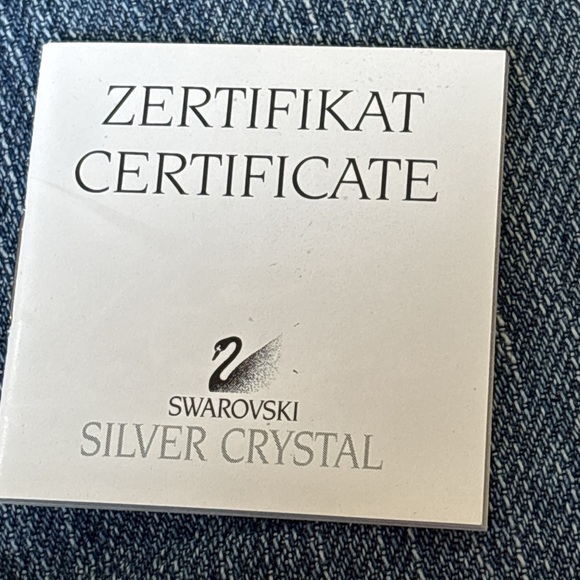 ZERTIFIKAT
CERTIFICATE
SWAROVSKI
SILVER CRYSTAL